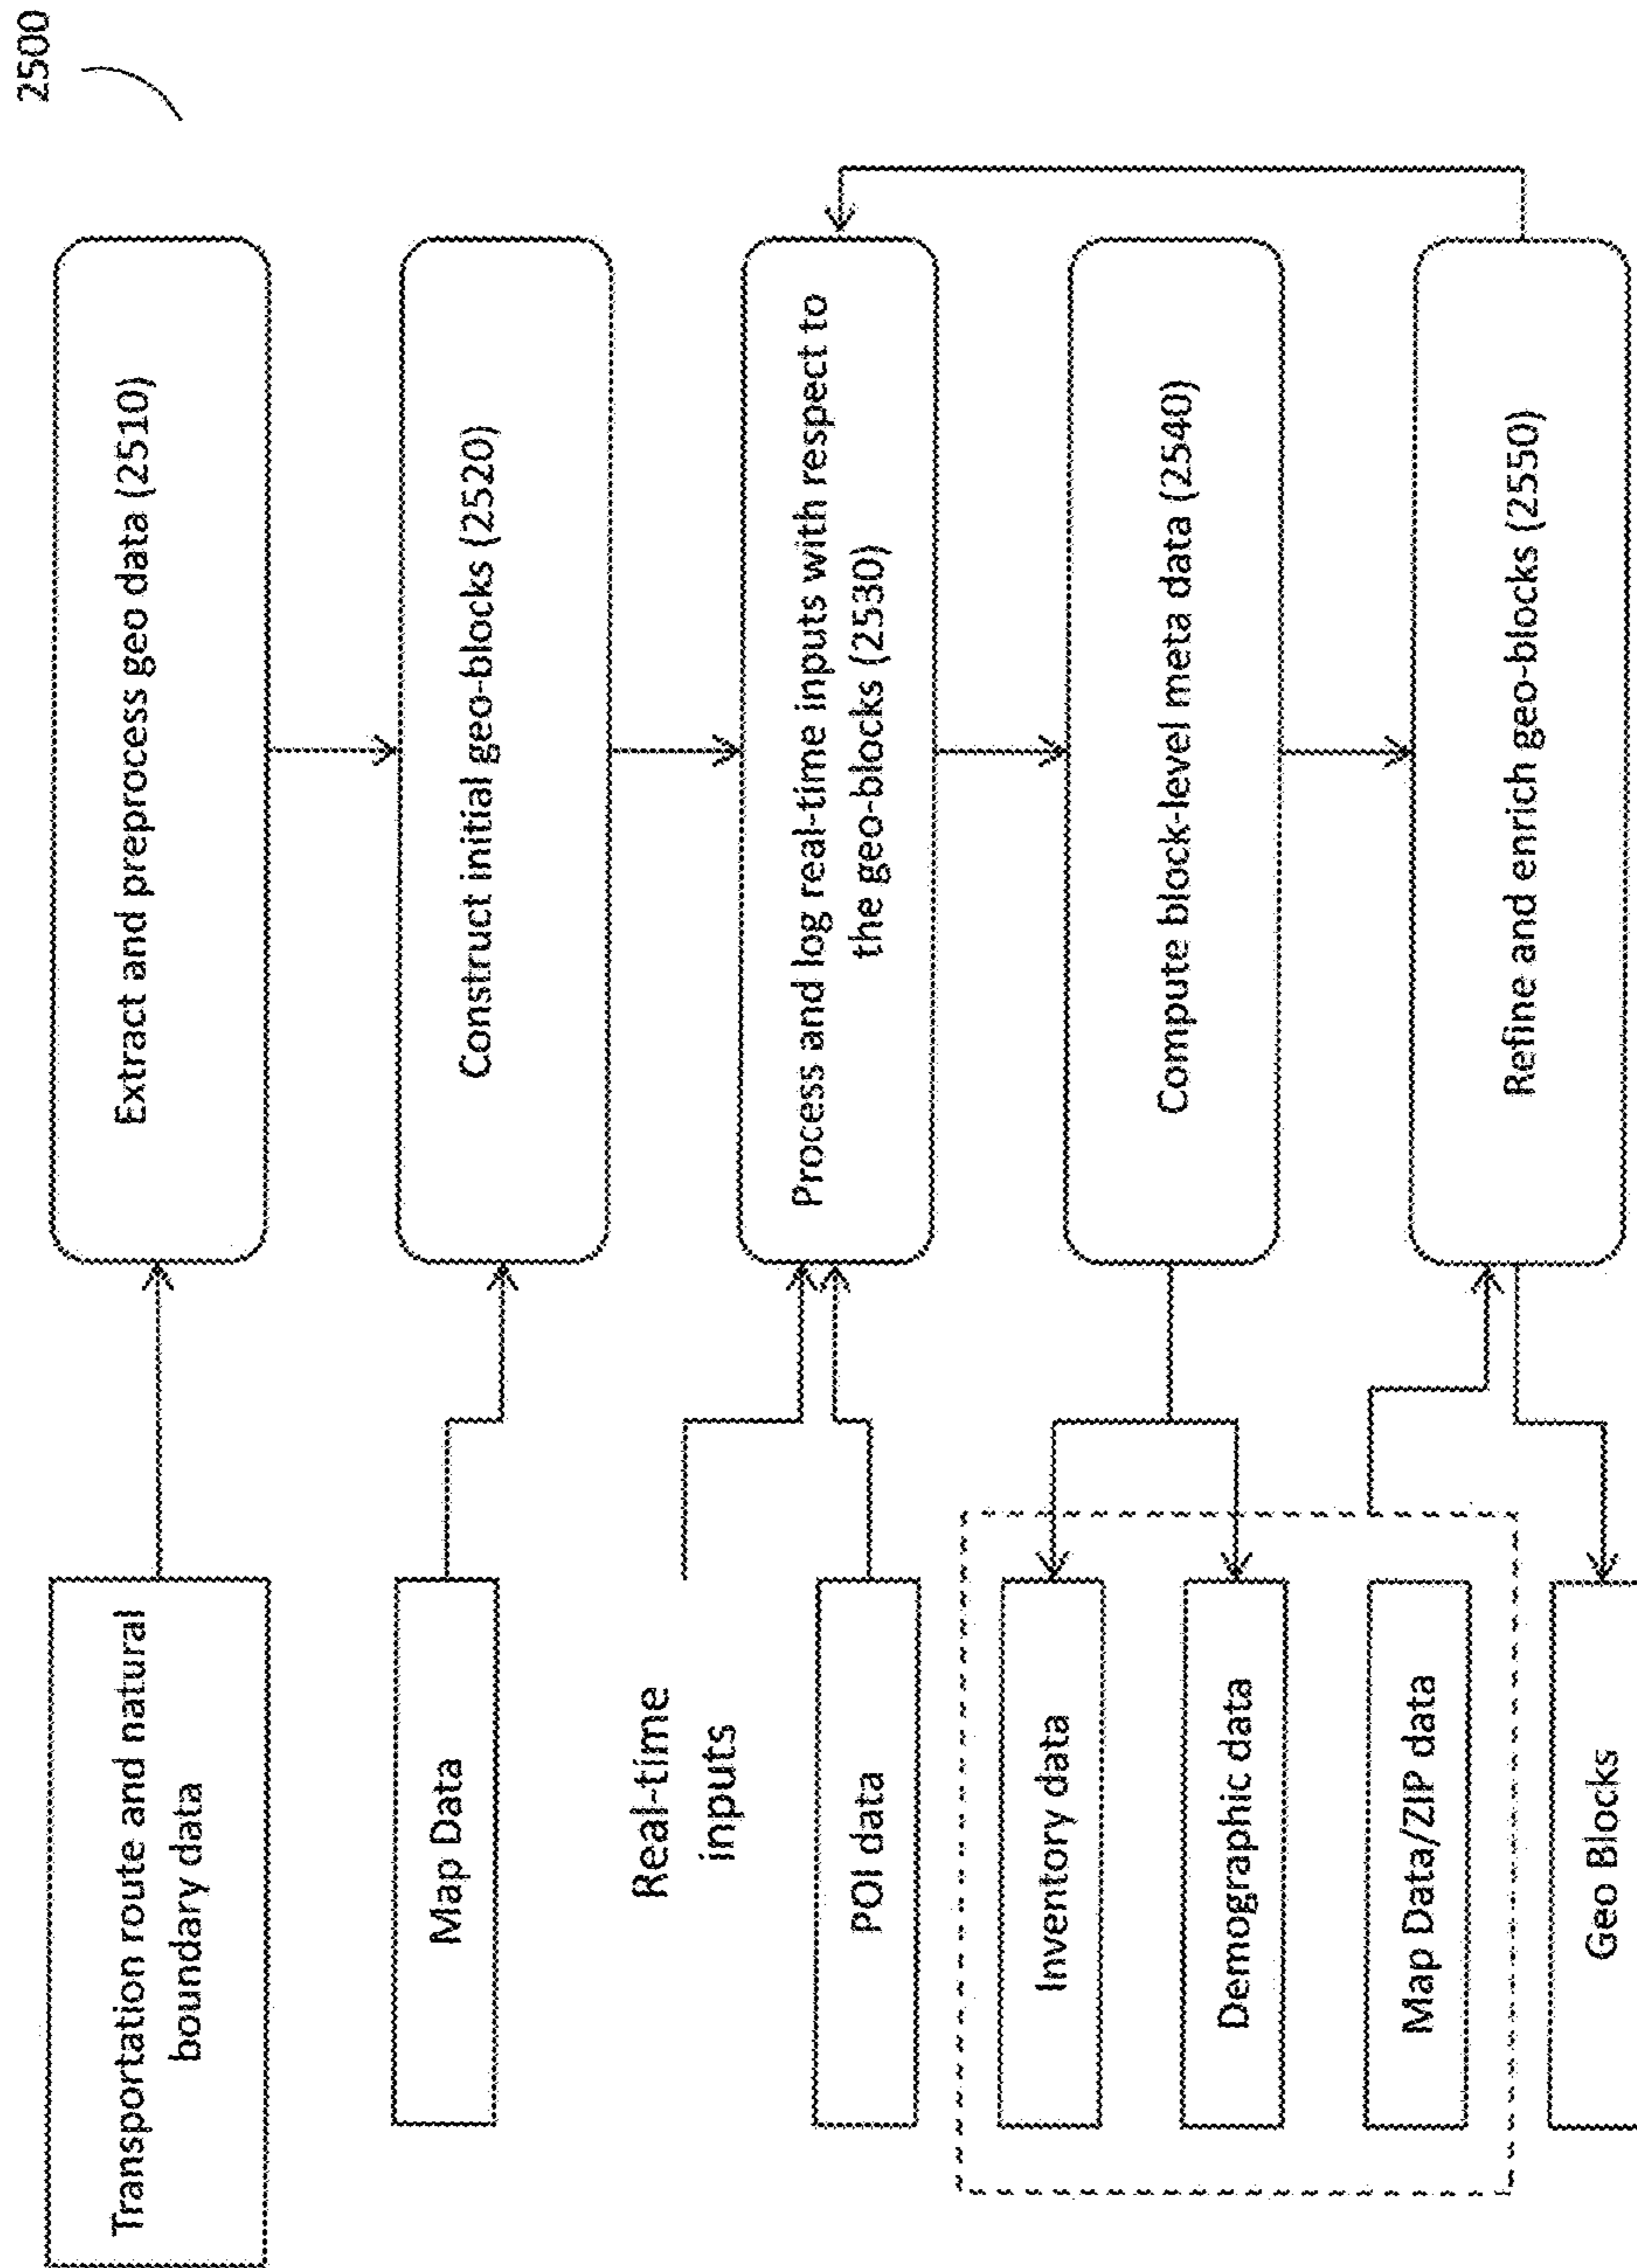 2500
Transportation route and natural
boundary data
Extract and preprocess geo data (2510)
Map Data
Construct initial geo-blocks (2520)
Real-time
inputs
POI data
Process and log real-time inputs with respect to
the geo-blocks (2530)
Inventory data
Demographic data
Compute block-level meta data (2540)
Map Data/ZIP data
Refine and enrich geo-blocks (2550)
Geo Blocks